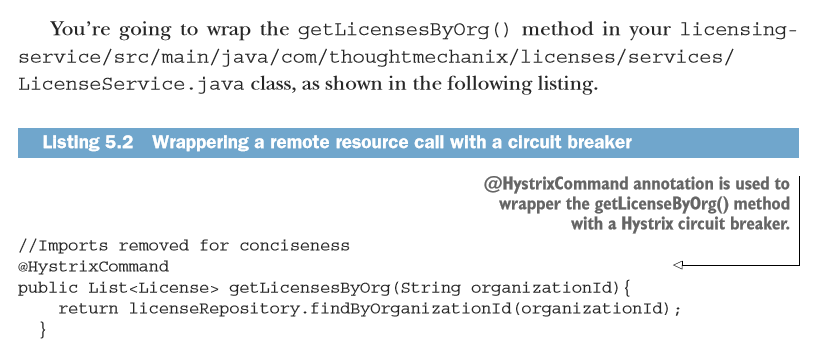 You're going to wrap the getLicensesByOrg() method in your licensing-
service/src/main/java/com/thoughtmechanix/licenses/services/
LicenseService.java class, as shown in the following listing.
Listing 5.2 Wrappering a remote resource call with a circuit breaker
@HystrixCommand annotation is used to
wrapper the getLicenseByOrg() method
with a Hystrix circuit breaker.
//Imports removed for conciseness
@HystrixCommand
public List<License> getLicensesByOrg(String organizationId){
    return licenseRepository.findByOrganizationId(organizationId);
  }